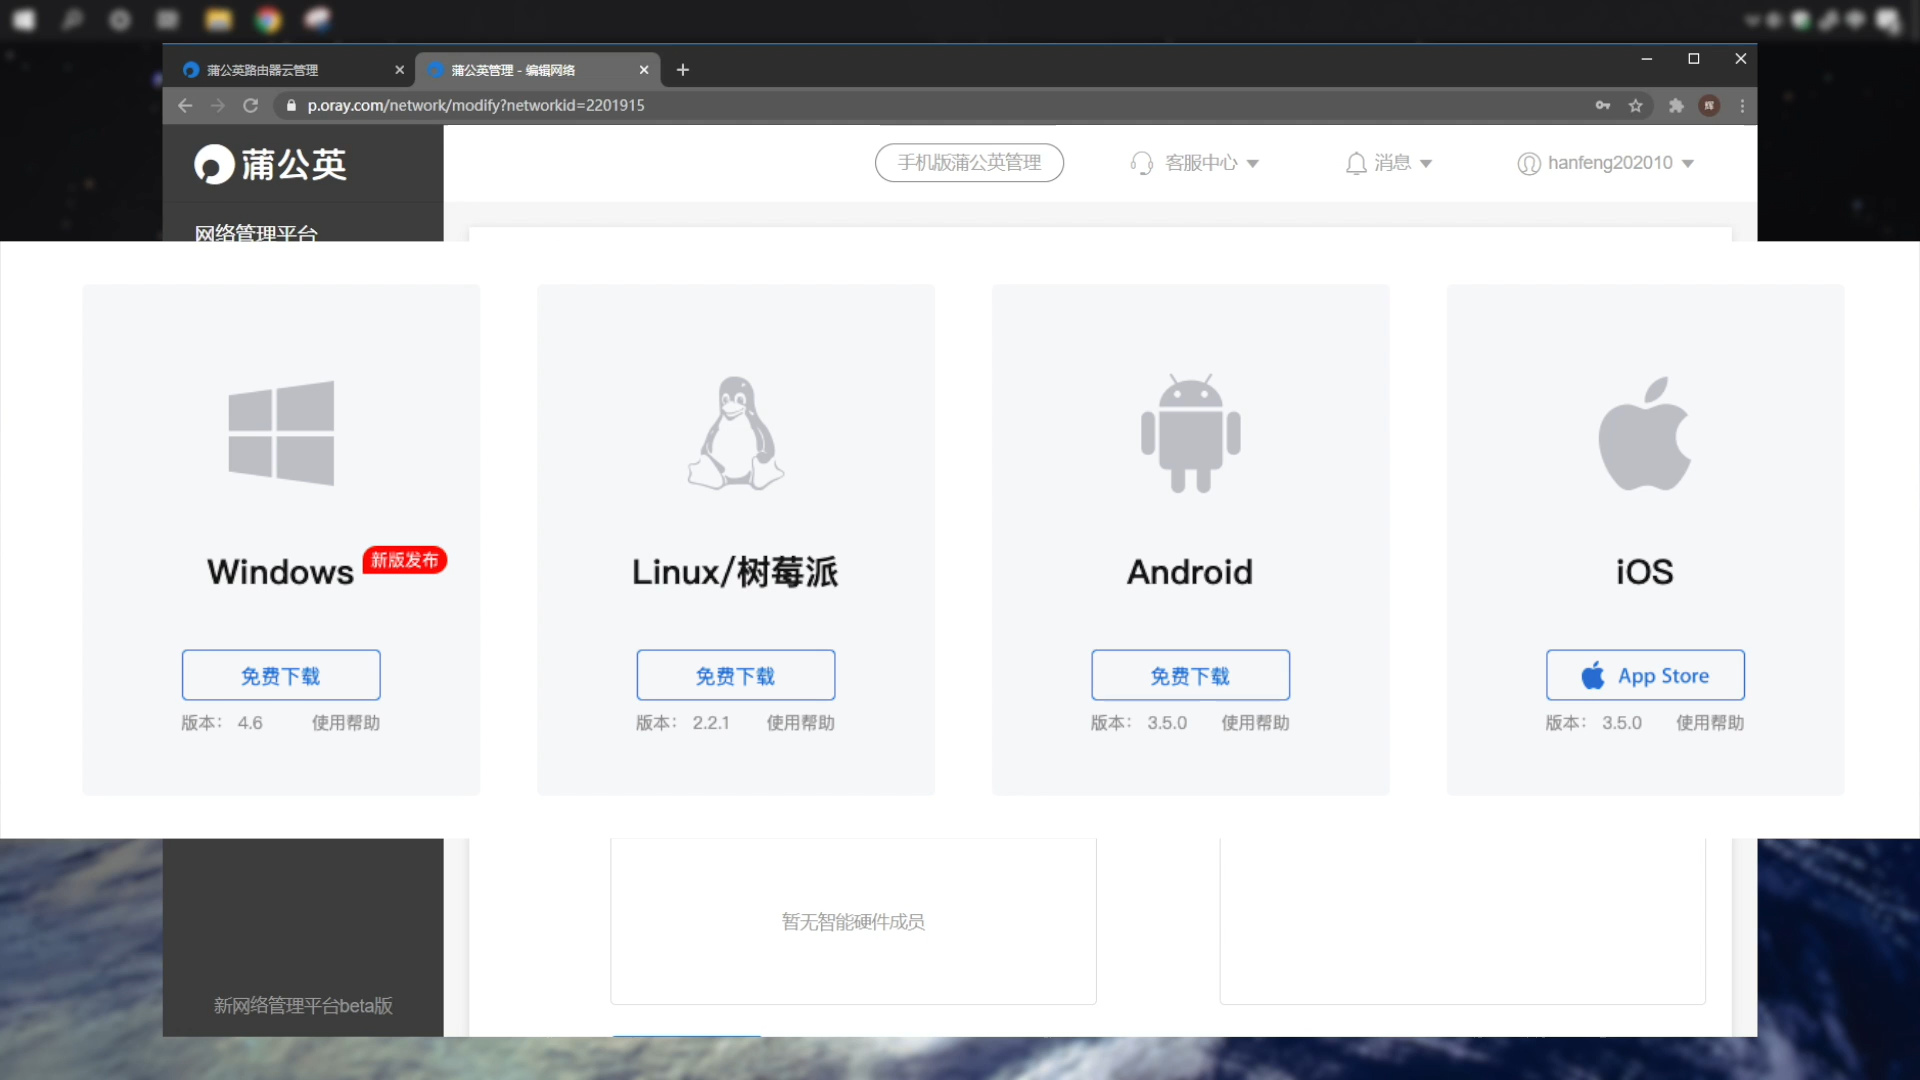 蒲公英路由器云管理
蒲公英管理 - 编辑网络
p.oray.com/network/modify?networkid=2201915
辉
蒲公英
手机版蒲公英管理
客服中心
消息
hanfeng202010
网络管理平台
Windows
新版发布
免费下载
版本： 4.6 使用帮助
Linux/树莓派
免费下载
版本： 2.2.1 使用帮助
Android
免费下载
版本： 3.5.0 使用帮助
iOS
App Store
版本： 3.5.0 使用帮助
暂无智能硬件成员
新网络管理平台beta版